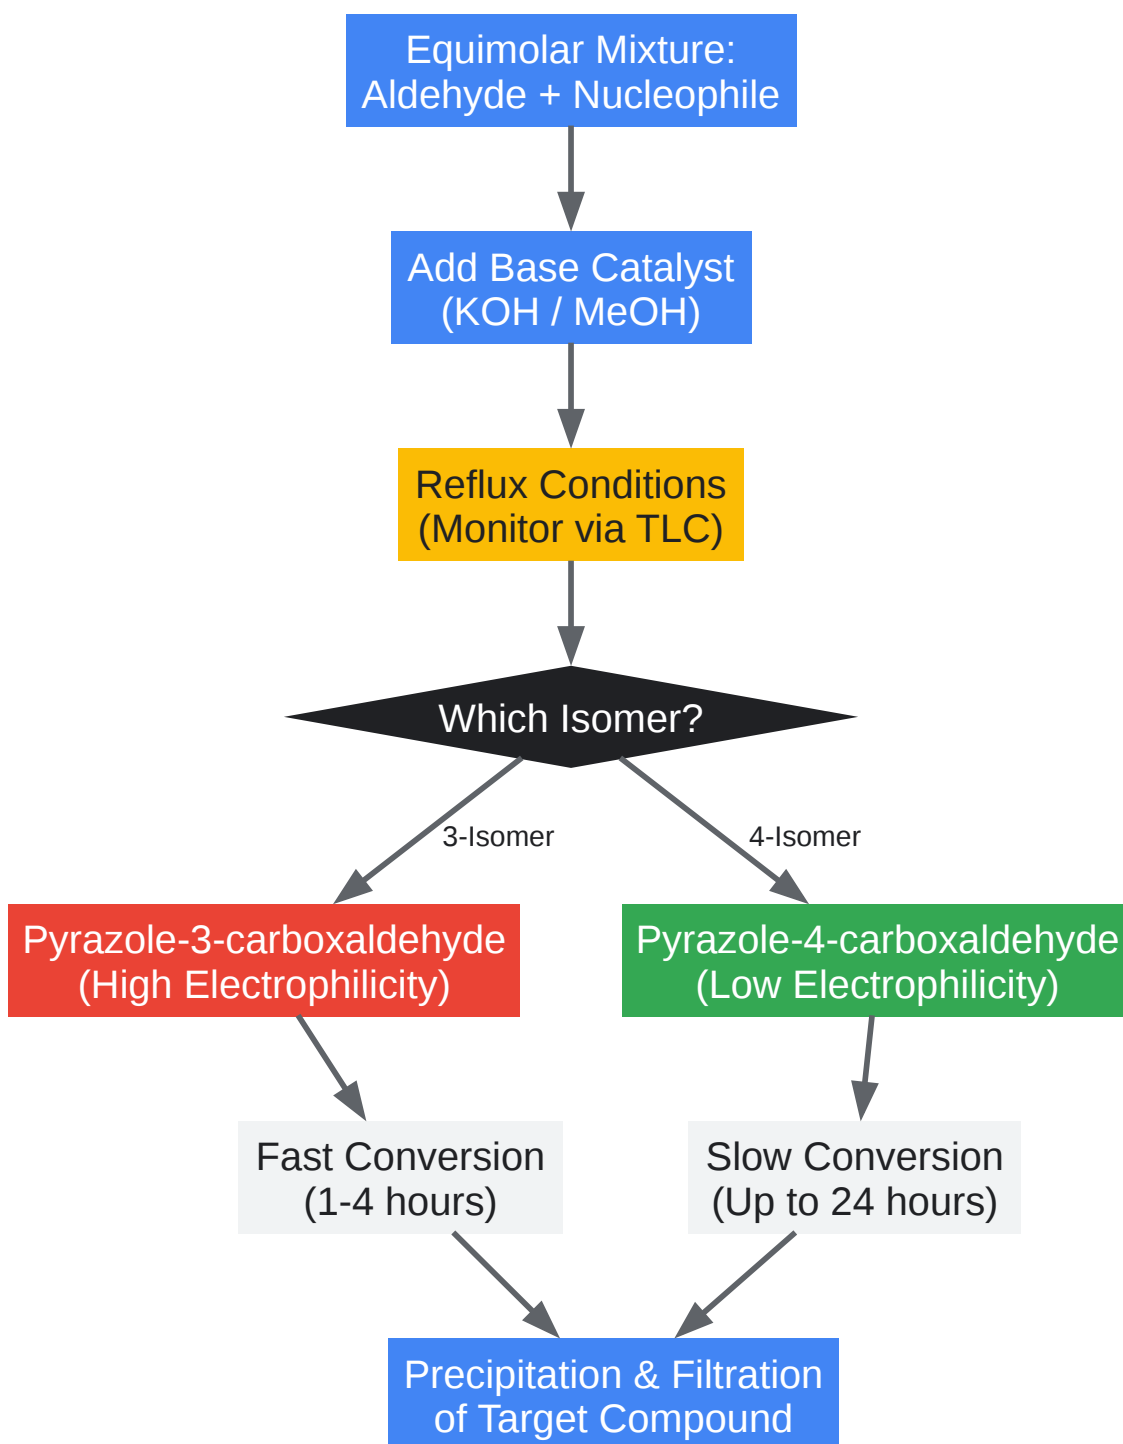 Equimolar Mixture:
Aldehyde + Nucleophile
Add Base Catalyst
(KOH / MeOH)
Reflux Conditions
(Monitor via TLC)
Which Isomer?
3-Isomer
4-Isomer
Pyrazole-3-carboxaldehyde
(High Electrophilicity)
Pyrazole-4-carboxaldehyde
(Low Electrophilicity)
Fast Conversion
(1-4 hours)
Slow Conversion
(Up to 24 hours)
Precipitation & Filtration
of Target Compound